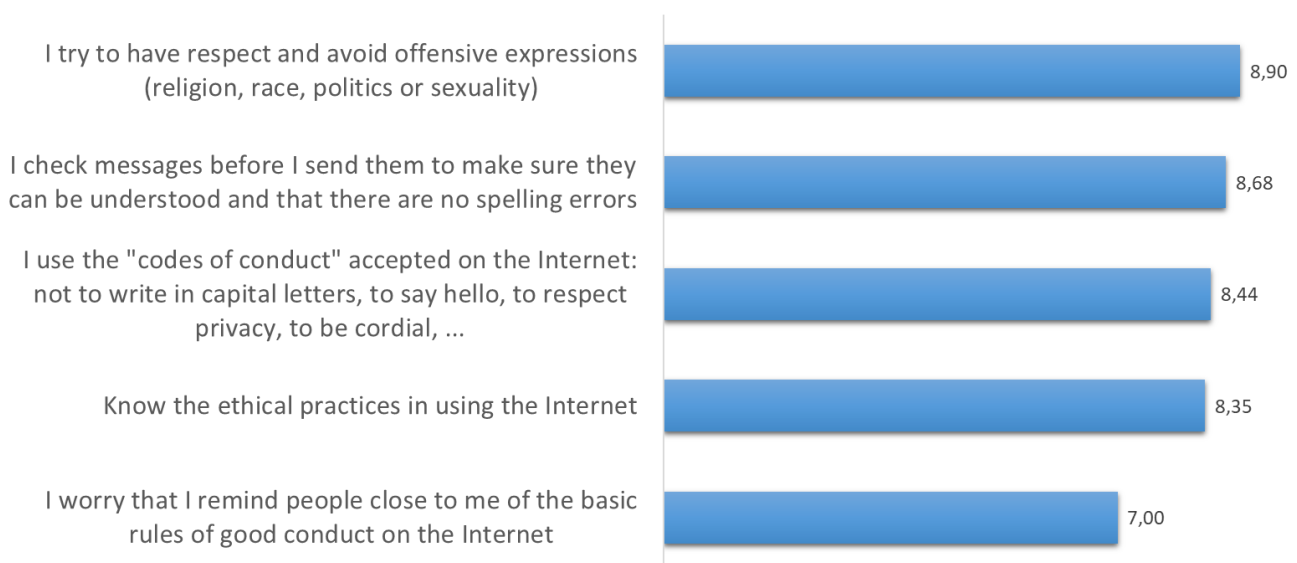 I try to have respect and avoid offensive expressions
(religion, race, politics or sexuality)
8,90
I check messages before I send them to make sure they
can be understood and that there are no spelling errors
8,68
I use the "codes of conduct" accepted on the Internet:
not to write in capital letters, to say hello, to respect
privacy, to be cordial, ...
8,44
Know the ethical practices in using the Internet
8,35
I worry that I remind people close to me of the basic
rules of good conduct on the Internet
7,00